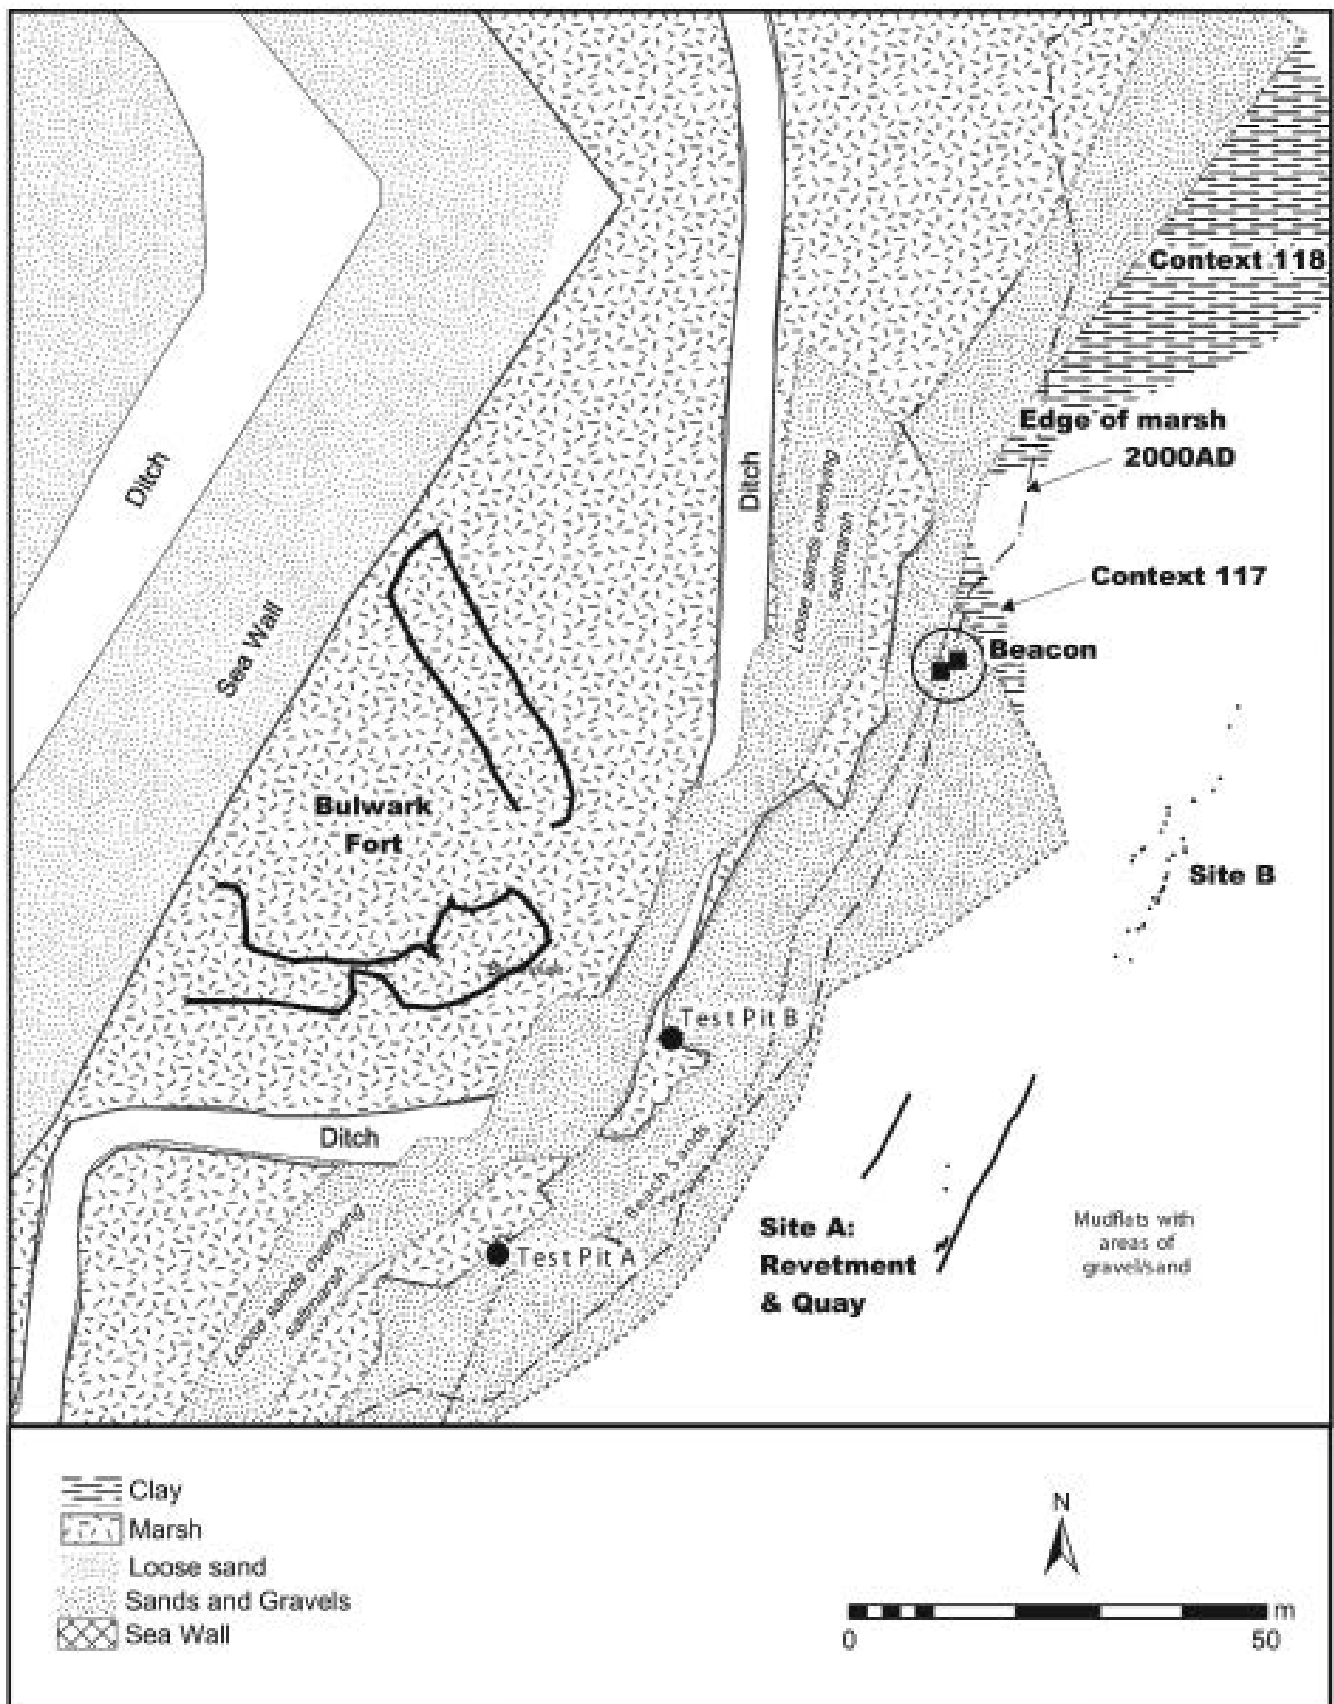 Context 118
Edge of marsh
2000AD
Ditch
Ditch
Loose sands overlying
saltmarsh
Context 117
Sea Wall
Beacon
Bulwark
Fort
Site B
Test Pit B
Ditch
Beach Sands
Site A:
Revetment
& Quay
Mudflats with
areas of
gravel/sand
Test Pit A
Loose sands overlying
saltmarsh
Clay
Marsh
Loose sand
Sands and Gravels
Sea Wall
N
m
0
50